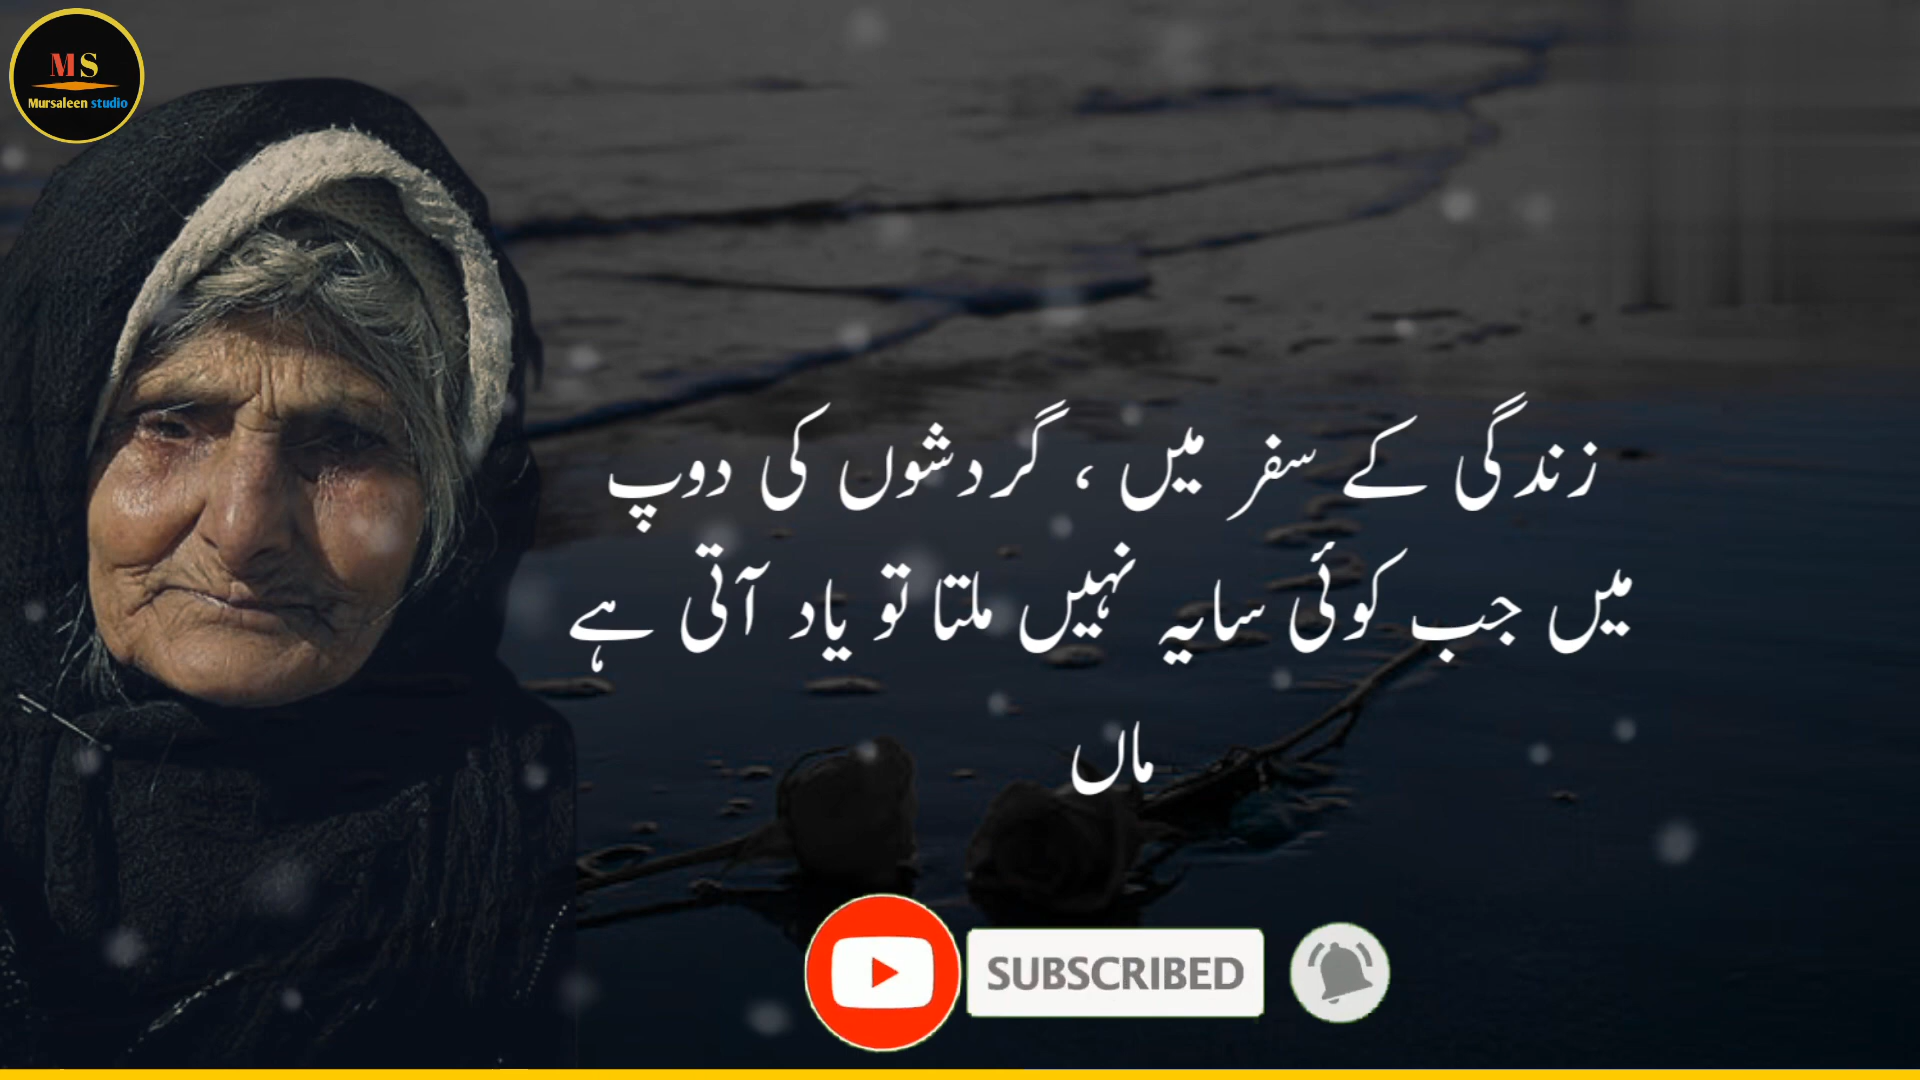 MS
Mursaleen studio
زندگی کے سفر میں ، گردشوں کی دوپ
میں جب کوئی سایہ نہیں ملتا تو یاد آتی ہے
ماں
SUBSCRIBED